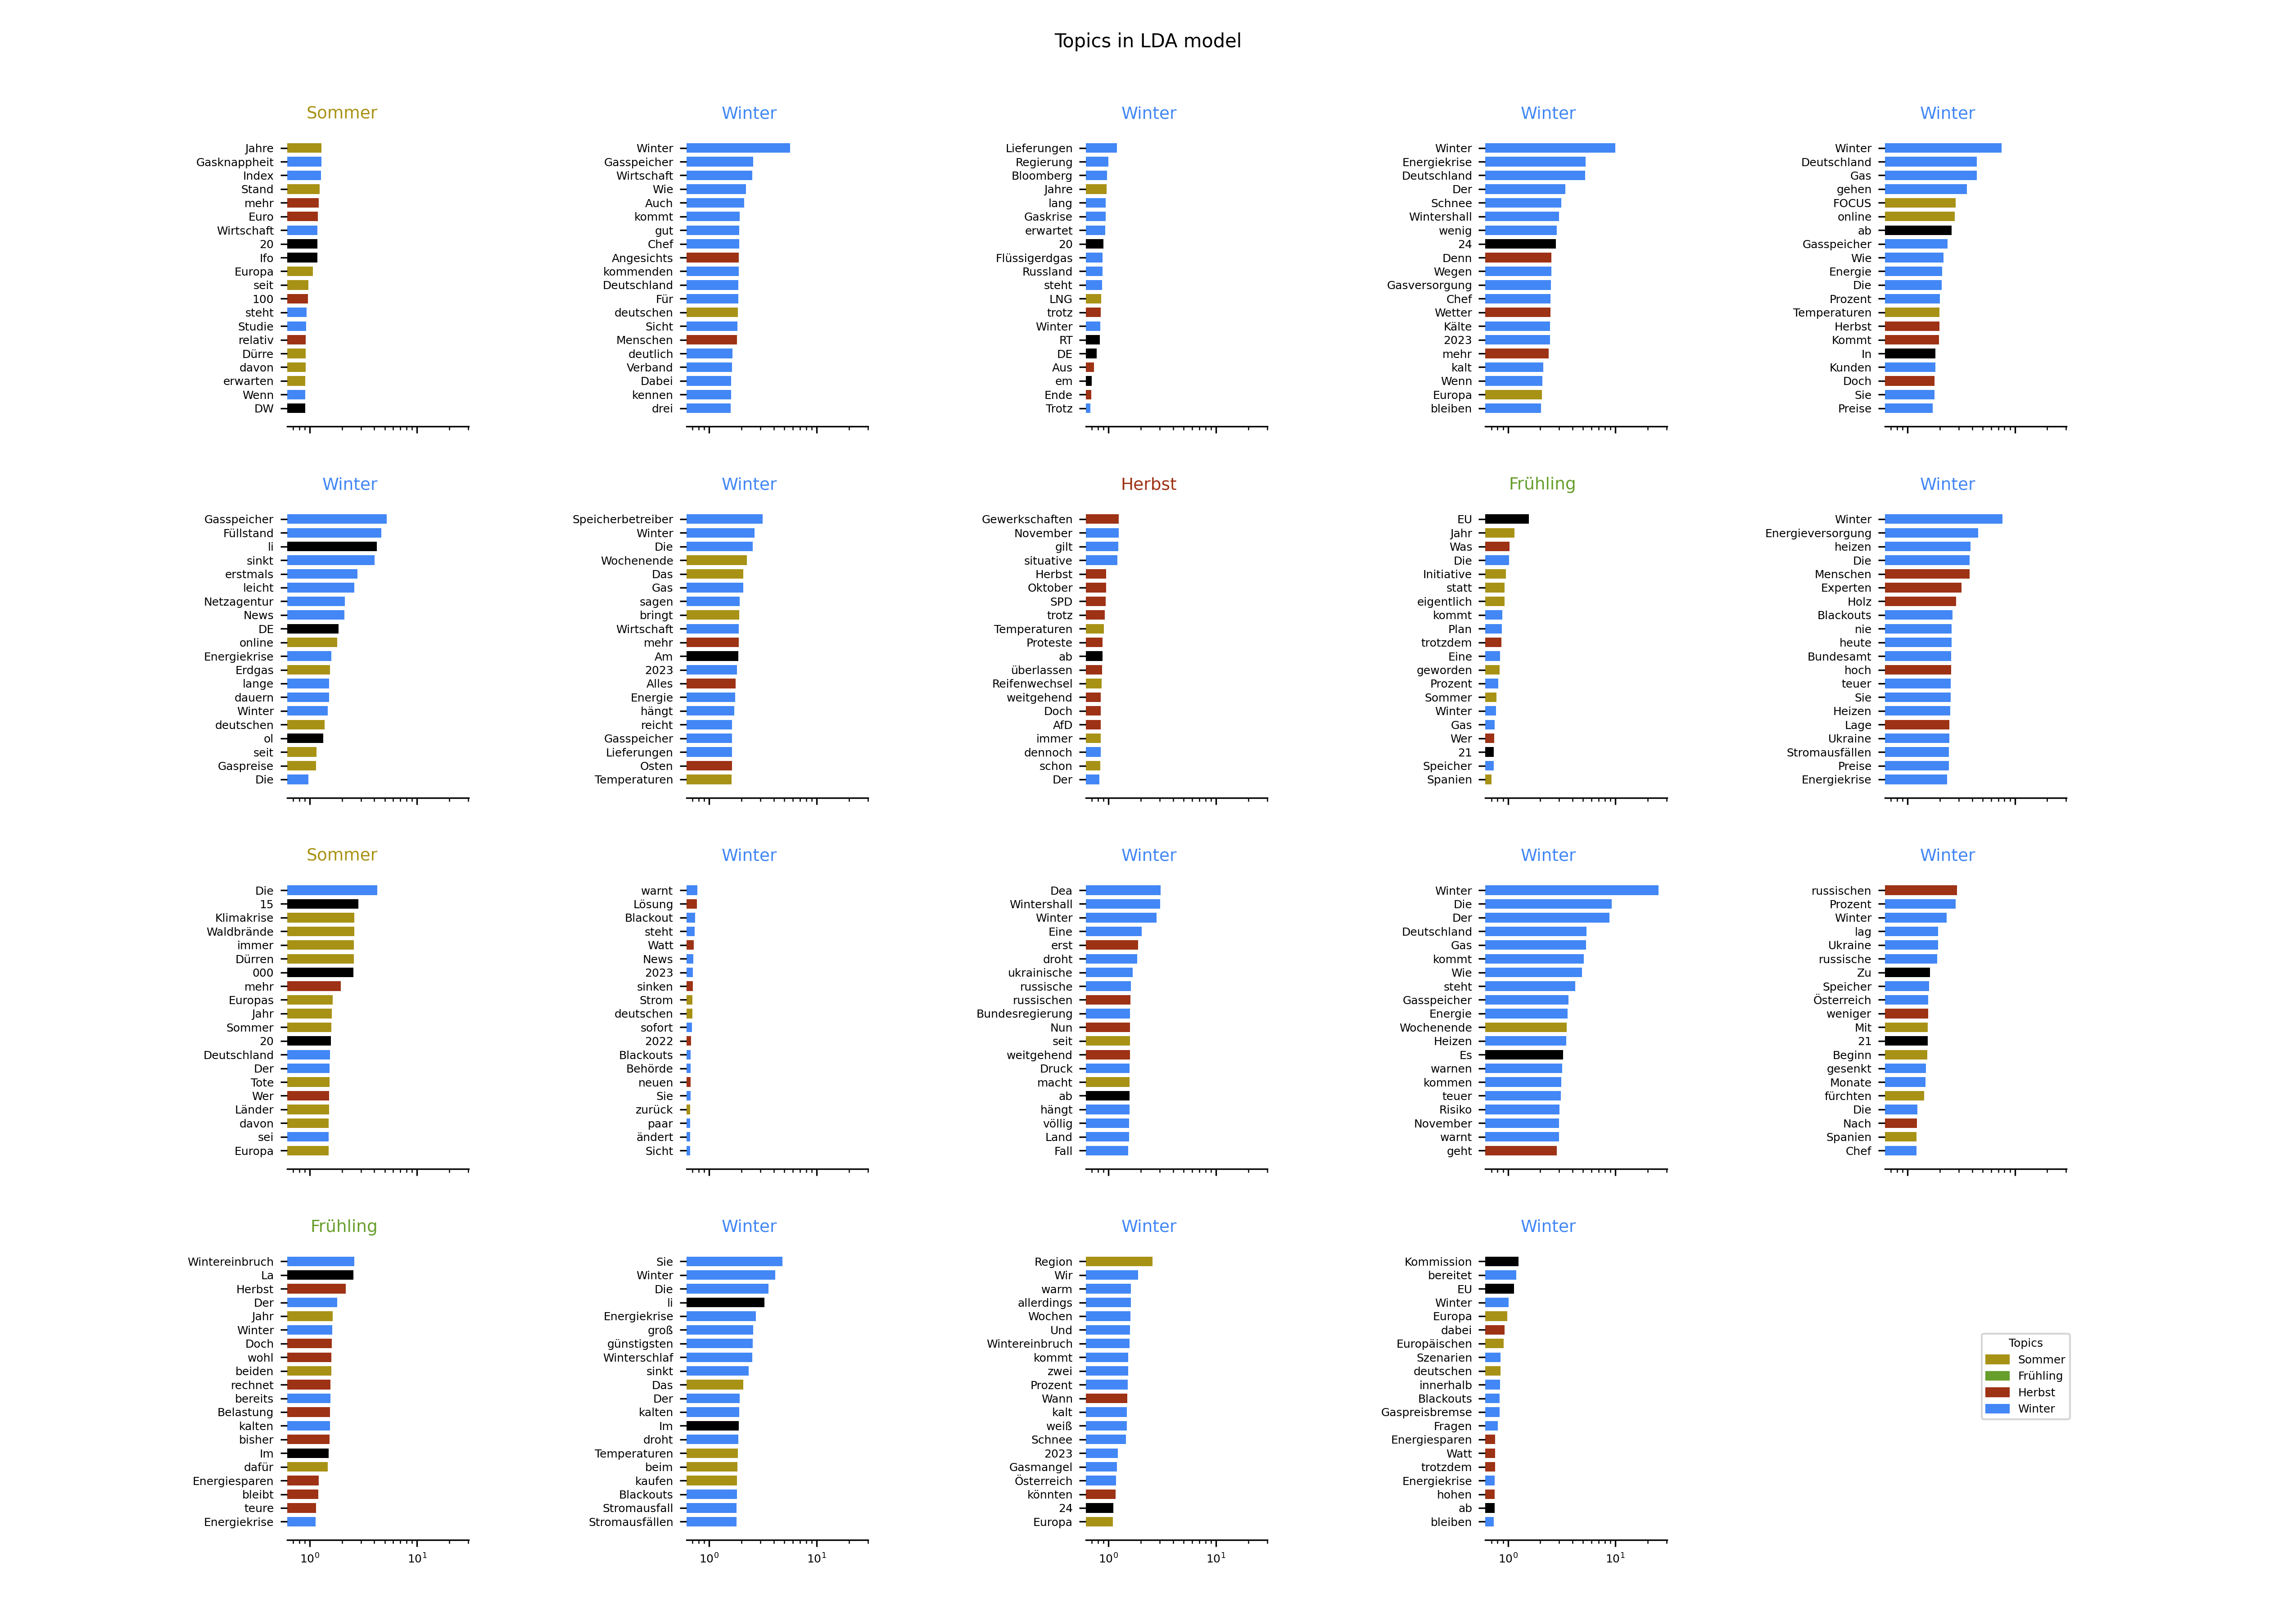 Topics in LDA model
Sommer
Jahre
Gasknappheit
Index
Stand
mehr
Euro
Wirtschaft
20
Ifo
Europa
seit
100
steht
Studie
relativ
Dürre
davon
erwarten
Wenn
DW
Winter
Winter
Gasspeicher
Wirtschaft
Wie
Auch
kommt
gut
Chef
Angesichts
kommenden
Deutschland
Für
deutschen
Sicht
Menschen
deutlich
Verband
Dabei
kennen
drei
Winter
Lieferungen
Regierung
Bloomberg
Jahre
lang
Gaskrise
erwartet
20
Flüssigerdgas
Russland
steht
LNG
trotz
Winter
RT
DE
Aus
em
Ende
Trotz
Winter
Winter
Energiekrise
Deutschland
Der
Schnee
Wintershall
wenig
24
Denn
Wegen
Gasversorgung
Chef
Wetter
Kälte
2023
mehr
kalt
Wenn
Europa
bleiben
Winter
Winter
Deutschland
Gas
gehen
FOCUS
online
ab
Gasspeicher
Wie
Energie
Die
Prozent
Temperaturen
Herbst
Kommt
In
Kunden
Doch
Sie
Preise
Winter
Gasspeicher
Füllstand
li
sinkt
erstmals
leicht
Netzagentur
News
DE
online
Energiekrise
Erdgas
lange
dauern
Winter
deutschen
ol
seit
Gaspreise
Die
Winter
Speicherbetreiber
Winter
Die
Wochenende
Das
Gas
sagen
bringt
Wirtschaft
mehr
Am
2023
Alles
Energie
hängt
reicht
Gasspeicher
Lieferungen
Osten
Temperaturen
Herbst
Gewerkschaften
November
gilt
situative
Herbst
Oktober
SPD
trotz
Temperaturen
Proteste
ab
überlassen
Reifenwechsel
weitgehend
Doch
AfD
immer
dennoch
schon
Der
Frühling
EU
Jahr
Was
Die
Initiative
statt
eigentlich
kommt
Plan
trotzdem
Eine
geworden
Prozent
Sommer
Winter
Gas
Wer
21
Speicher
Spanien
Winter
Winter
Energieversorgung
heizen
Die
Menschen
Experten
Holz
Blackouts
nie
heute
Bundesamt
hoch
teuer
Sie
Heizen
Lage
Ukraine
Stromausfällen
Preise
Energiekrise
Sommer
Die
15
Klimakrise
Waldbrände
immer
Dürren
000
mehr
Europas
Jahr
Sommer
20
Deutschland
Der
Tote
Wer
Länder
davon
sei
Europa
Winter
warnt
Lösung
Blackout
steht
Watt
News
2023
sinken
Strom
deutschen
sofort
2022
Blackouts
Behörde
neuen
Sie
zurück
paar
ändert
Sicht
Winter
Dea
Wintershall
Winter
Eine
erst
droht
ukrainische
russische
russischen
Bundesregierung
Nun
seit
weitgehend
Druck
macht
ab
hängt
völlig
Land
Fall
Winter
Winter
Die
Der
Deutschland
Gas
kommt
Wie
steht
Gasspeicher
Energie
Wochenende
Heizen
Es
warnen
kommen
teuer
Risiko
November
warnt
geht
Winter
russischen
Prozent
Winter
lag
Ukraine
russische
Zu
Speicher
Österreich
weniger
Mit
21
Beginn
gesenkt
Monate
fürchten
Die
Nach
Spanien
Chef
Frühling
Wintereinbruch
La
Herbst
Der
Jahr
Winter
Doch
wohl
beiden
rechnet
bereits
Belastung
kalten
bisher
Im
dafür
Energiesparen
bleibt
teure
Energiekrise
10⁰ 10¹
Winter
Sie
Winter
Die
li
Energiekrise
groß
günstigsten
Winterschlaf
sinkt
Das
Der
kalten
Im
droht
Temperaturen
beim
kaufen
Blackouts
Stromausfall
Stromausfällen
10⁰ 10¹
Winter
Region
Wir
warm
allerdings
Wochen
Und
Wintereinbruch
kommt
zwei
Prozent
Wann
kalt
weiß
Schnee
2023
Gasmangel
Österreich
könnten
24
Europa
10⁰ 10¹
Winter
Kommission
bereitet
EU
Winter
Europa
dabei
Europäischen
Szenarien
deutschen
innerhalb
Blackouts
Gaspreisbremse
Fragen
Energiesparen
Watt
trotzdem
Energiekrise
hohen
ab
bleiben
10⁰ 10¹
Topics
Sommer
Frühling
Herbst
Winter